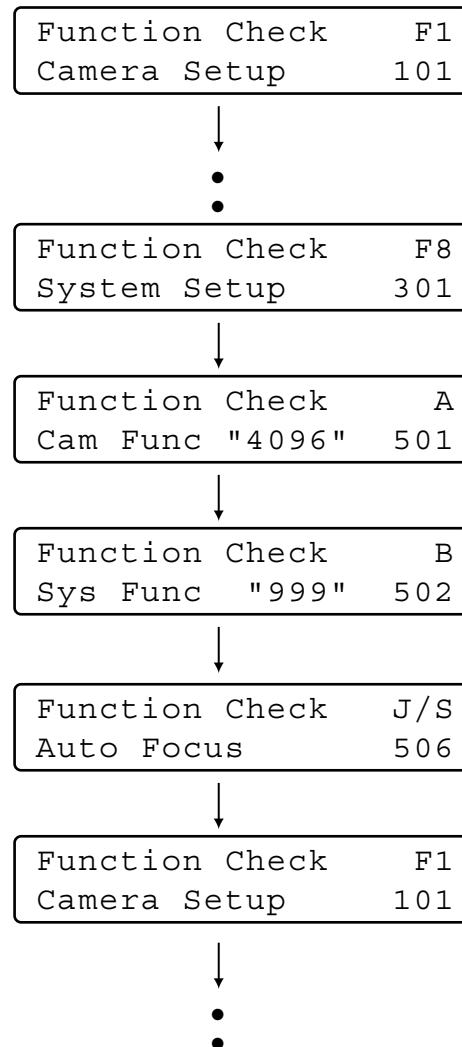 Function Check F1
Camera Setup 101
Function Check F8
System Setup 301
Function Check A
Cam Func "4096" 501
Function Check B
Sys Func "999" 502
Function Check J/S
Auto Focus 506
Function Check F1
Camera Setup 101